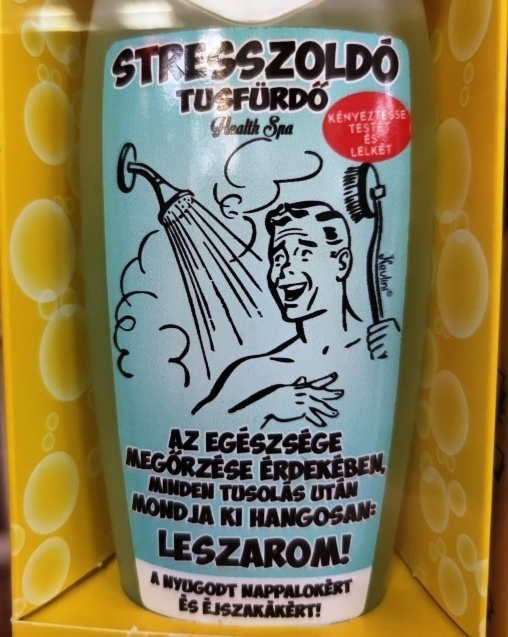 STRESSZOLDÓ
TUSFÜRDŐ
Health Spa
KÉNYEZTESSE
TESTÉT
ÉS
LELKÉT
Kevlini®
AZ EGÉSZSÉGE
MEGŐRZÉSE ÉRDEKÉBEN,
MINDEN TUSOLÁS UTÁN
MONDJA KI HANGOSAN:
LESZAROM!
A NYUGODT NAPPALOKÉRT
ÉS ÉJSZAKÁKÉRT!